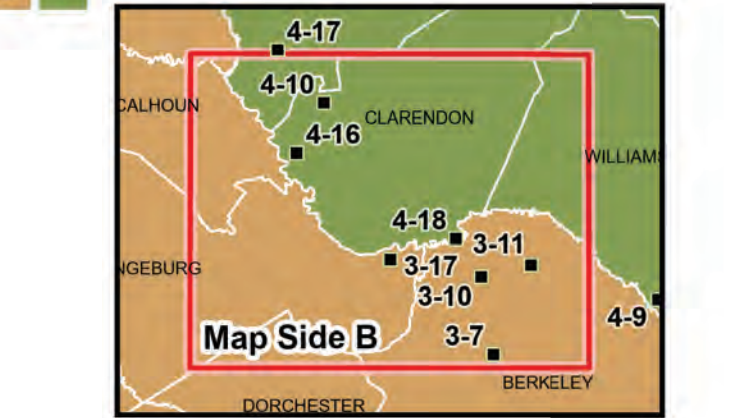 4-17
4-10
CALHOUN
CLARENDON
4-16
WILLIAMS
4-18
3-11
NGEBURG
3-17
3-10
4-9
Map Side B
3-7
BERKELEY
DORCHESTER